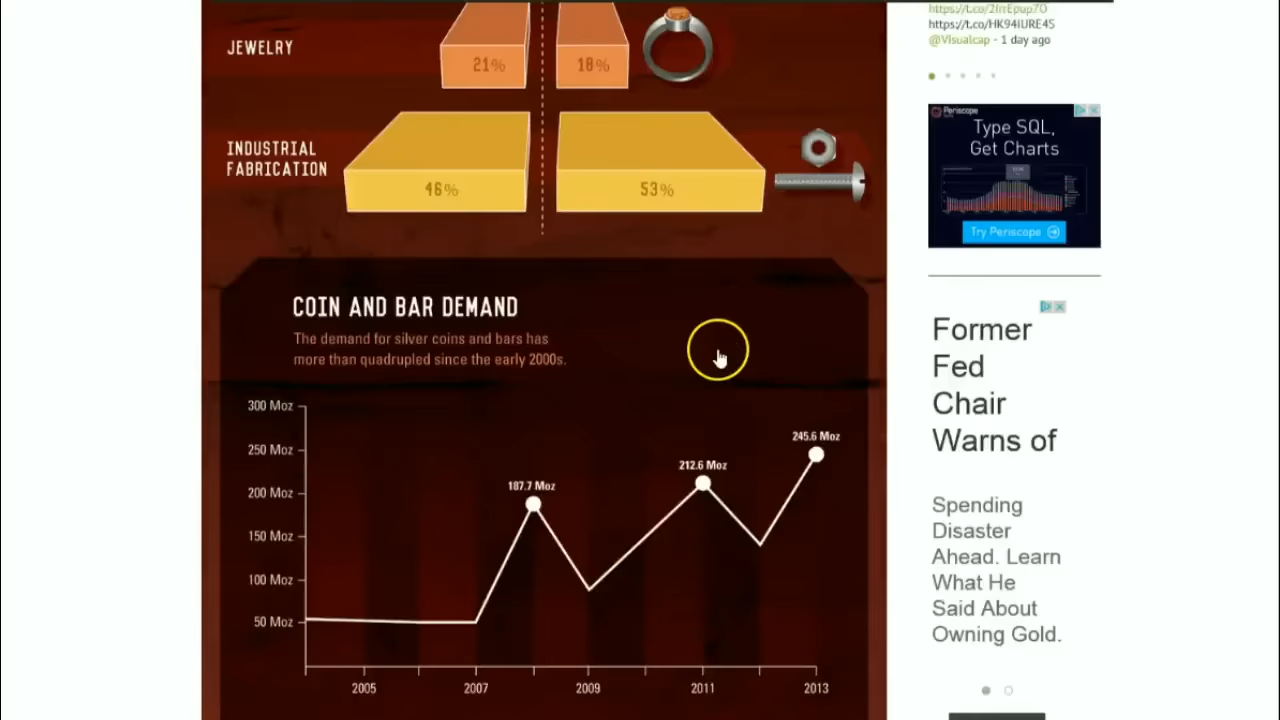 JEWELRY
21%
18%
INDUSTRIAL
FABRICATION
46%
53%
COIN AND BAR DEMAND
The demand for silver coins and bars has
more than quadrupled since the early 2000s.
300 Moz
250 Moz
200 Moz
150 Moz
100 Moz
50 Moz
187.7 Moz
212.6 Moz
245.6 Moz
2005
2007
2009
2011
2013
@Visualcap - 1 day ago
Periscope
Type SQL,
Get Charts
Try Periscope
Former
Fed
Chair
Warns of
Spending
Disaster
Ahead. Learn
What He
Said About
Owning Gold.